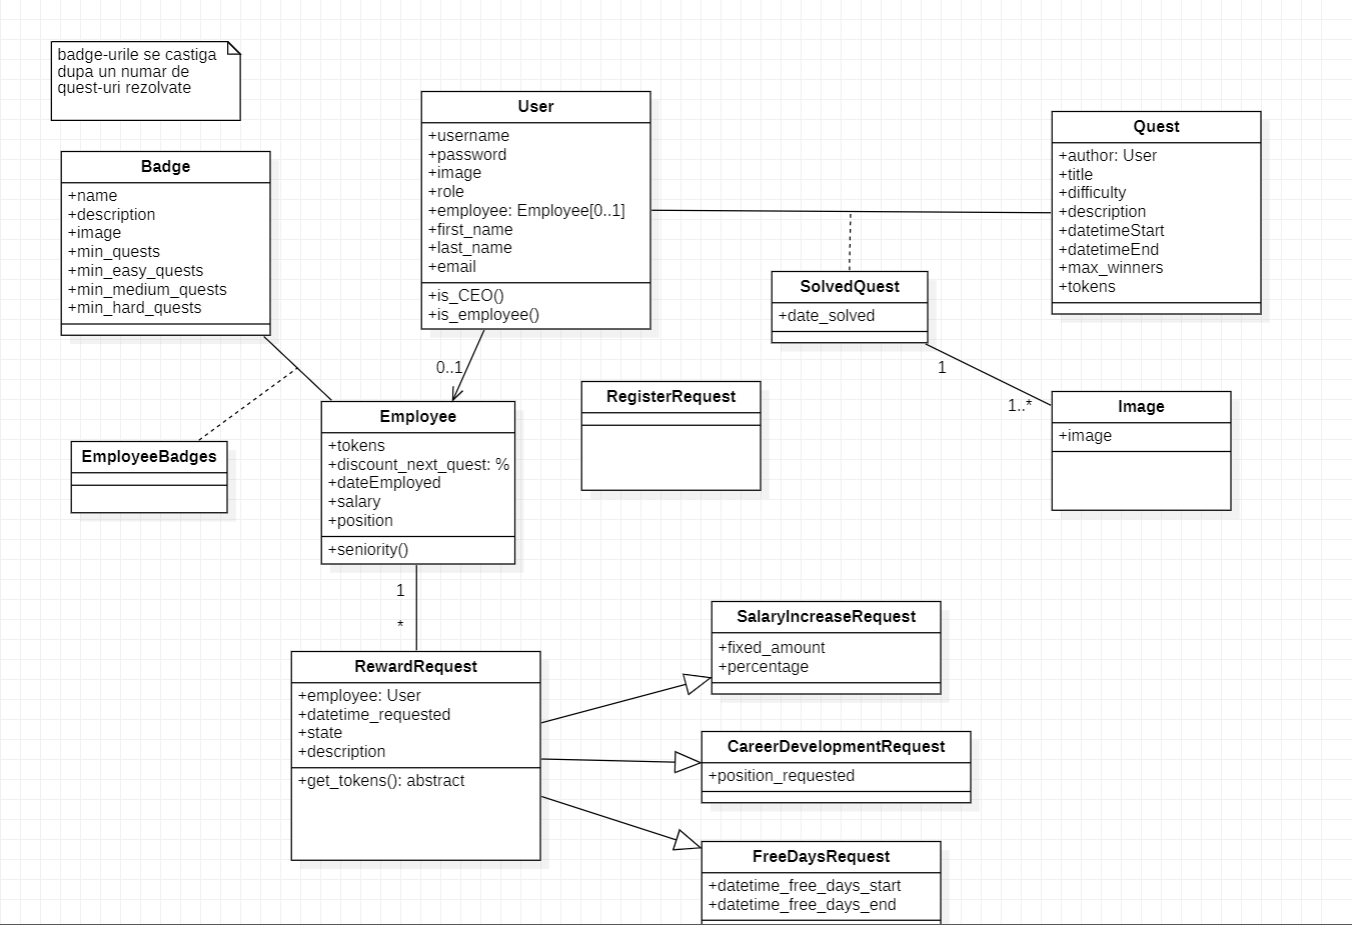 badge-urile se castiga
dupa un numar de
quest-uri rezolvate
Badge
+name
+description
+image
+min_quests
+min_easy_quests
+min_medium_quests
+min_hard_quests
User
+username
+password
+image
+role
+employee: Employee[0..1]
+first_name
+last_name
+email
+is_CEO()
+is_employee()
Quest
+author: User
+title
+difficulty
+description
+datetimeStart
+datetimeEnd
+max_winners
+tokens
SolvedQuest
+date_solved
1
1..*
Image
+image
0..1
EmployeeBadges
Employee
+tokens
+discount_next_quest: %
+dateEmployed
+salary
+position
+seniority()
RegisterRequest
1
*
RewardRequest
+employee: User
+datetime_requested
+state
+description
+get_tokens(): abstract
SalaryIncreaseRequest
+fixed_amount
+percentage
CareerDevelopmentRequest
+position_requested
FreeDaysRequest
+datetime_free_days_start
+datetime_free_days_end